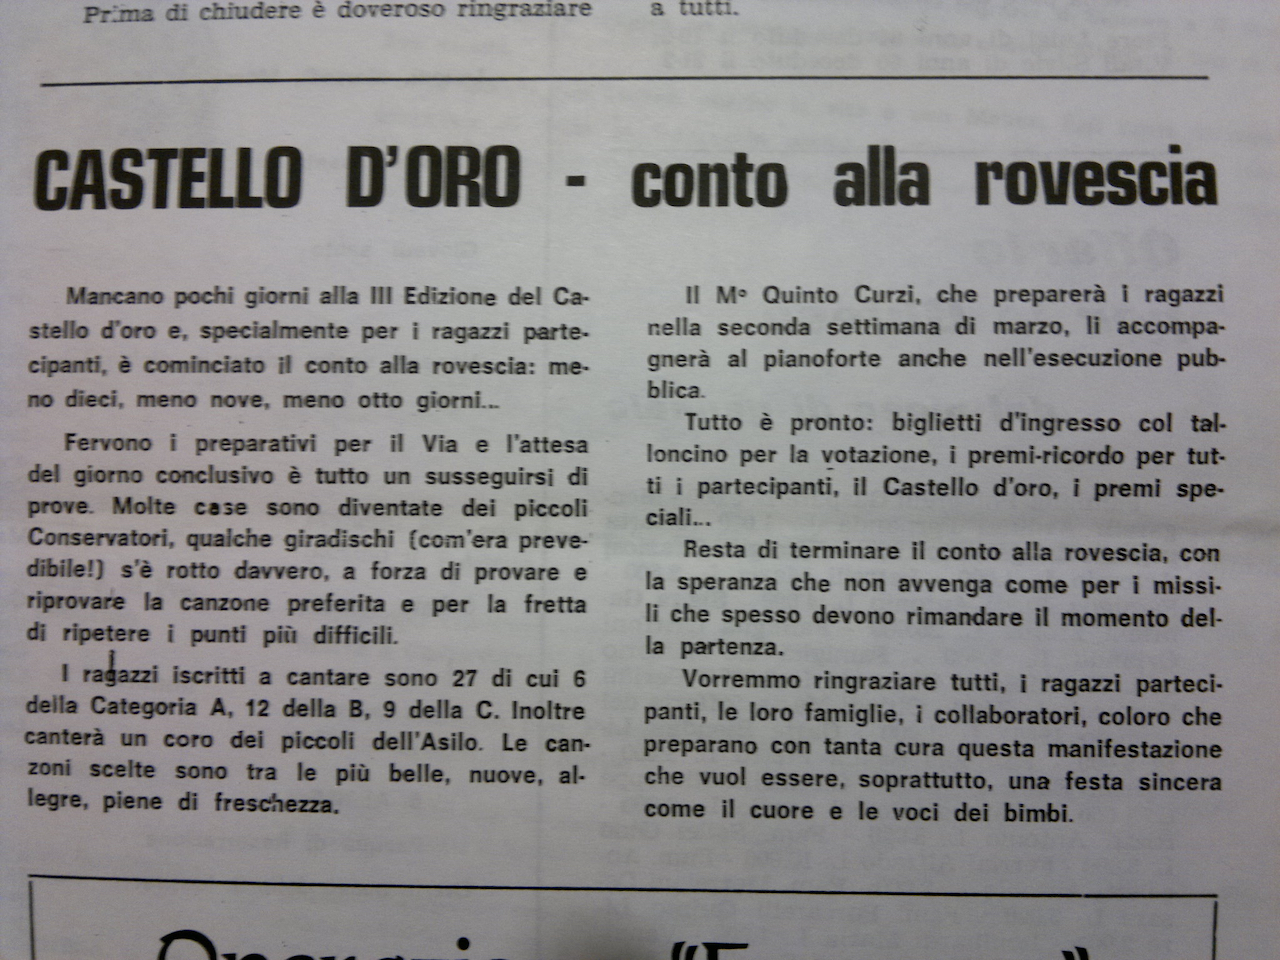 Prima di chiudere è doveroso ringraziare
a tutti.
CASTELLO D'ORO - conto alla rovescia
Mancano pochi giorni alla III Edizione del Ca-
stello d'oro e, specialmente per i ragazzi parte-
cipanti, è cominciato il conto alla rovescia: me-
no dieci, meno nove, meno otto giorni...
Fervono i preparativi per il Via e l'attesa
del giorno conclusivo è tutto un susseguirsi di
prove. Molte case sono diventate dei piccoli
Conservatori, qualche giradischi (com'era preve-
dibile!) s'è rotto davvero, a forza di provare e
riprovare la canzone preferita e per la fretta
di ripetere i punti più difficili.
I ragazzi iscritti a cantare sono 27 di cui 6
della Categoria A, 12 della B, 9 della C. Inoltre
canterà un coro dei piccoli dell'Asilo. Le can-
zoni scelte sono tra le più belle, nuove, al-
legre, piene di freschezza.
Il M° Quinto Curzi, che preparerà i ragazzi
nella seconda settimana di marzo, li accompa-
gnerà al pianoforte anche nell'esecuzione pub-
blica.
Tutto è pronto: biglietti d'ingresso col tal-
loncino per la votazione, i premi-ricordo per tut-
ti i partecipanti, il Castello d'oro, i premi spe-
ciali...
Resta di terminare il conto alla rovescia, con
la speranza che non avvenga come per i missi-
li che spesso devono rimandare il momento del-
la partenza.
Vorremmo ringraziare tutti, i ragazzi parteci-
panti, le loro famiglie, i collaboratori, coloro che
preparano con tanta cura questa manifestazione
che vuol essere, soprattutto, una festa sincera
come il cuore e le voci dei bimbi.